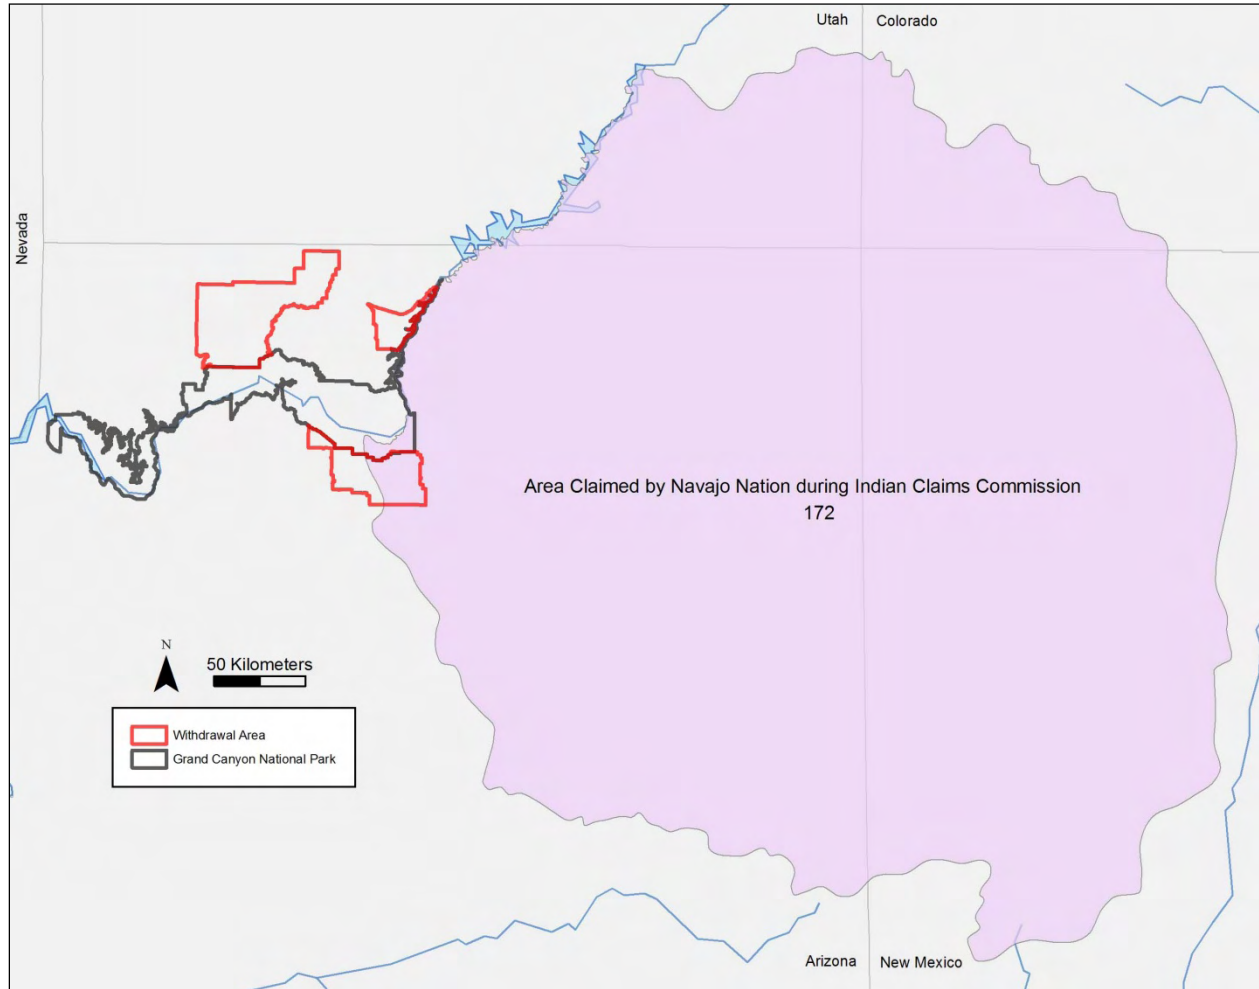 Utah
Colorado
Nevada
Area Claimed by Navajo Nation during Indian Claims Commission
172
N
50 Kilometers
Withdrawal Area
Grand Canyon National Park
Arizona
New Mexico